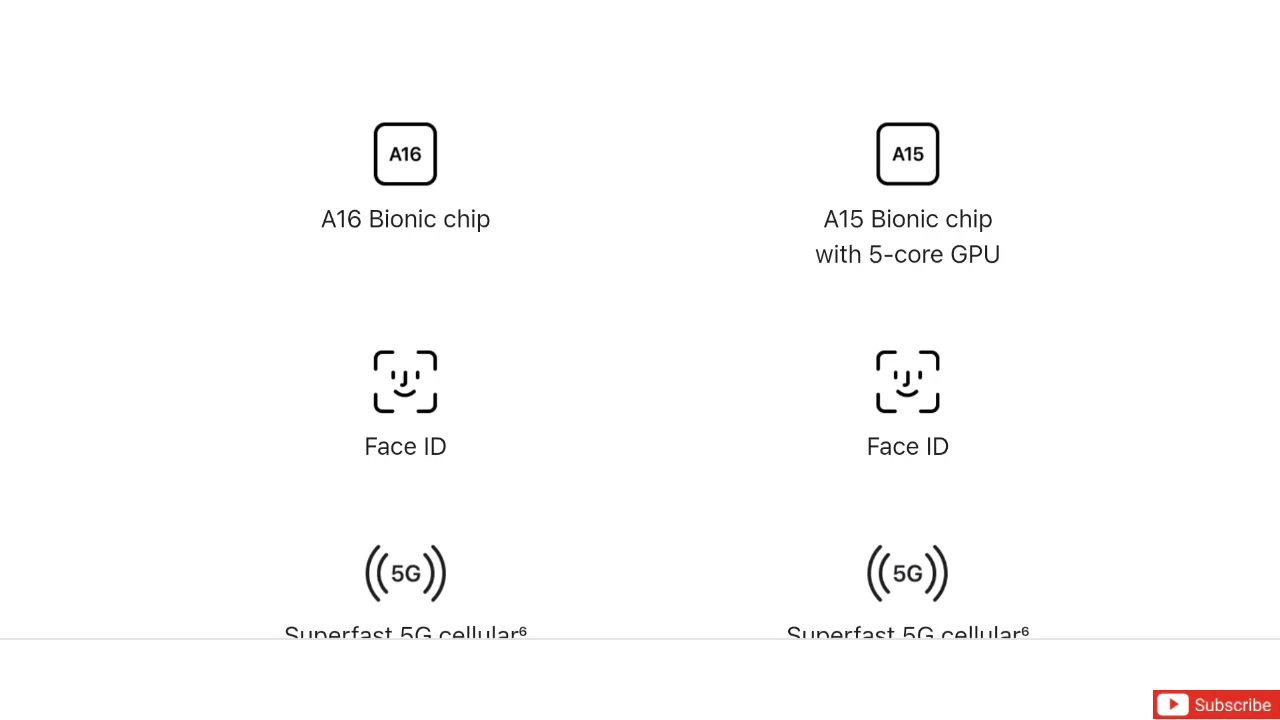 A16
A15
A16 Bionic chip
A15 Bionic chip
with 5-core GPU
Face ID
Face ID
5G
5G
Superfast 5G cellular⁶
Superfast 5G cellular⁶
Subscribe